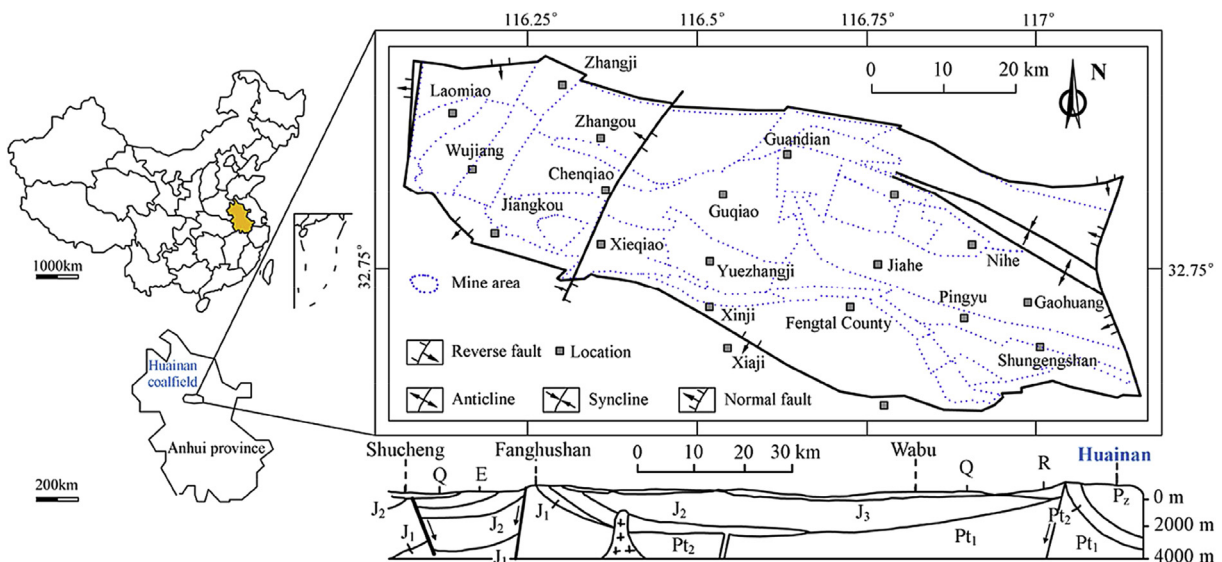 116.25°
116.5°
116.75°
117°
Zhangji
0 10 20 km
N
Laomiao
Zhangou
Guandian
Wujiang
Chenqiao
Jiangkou
Guqiao
1000km
32.75°
Xieqiao
Nihe
Jiahe
32.75°
Mine area
Yuezhangji
Pingyu
Gaohuang
Xinji
Fengtal County
Reverse fault
Location
Xiaji
Shungengshan
Huainan
coalfield
Anticline
Syncline
Normal fault
Anhui province
200km
Shucheng
Fanghushan
0 10 20 30 km
Wabu
Huainan
Q
E
Q
R
J2
J1
J2
J1
J1
J2
J3
Pt2
Pt1
Pt2
Pt1
Pz
0 m
2000 m
4000 m